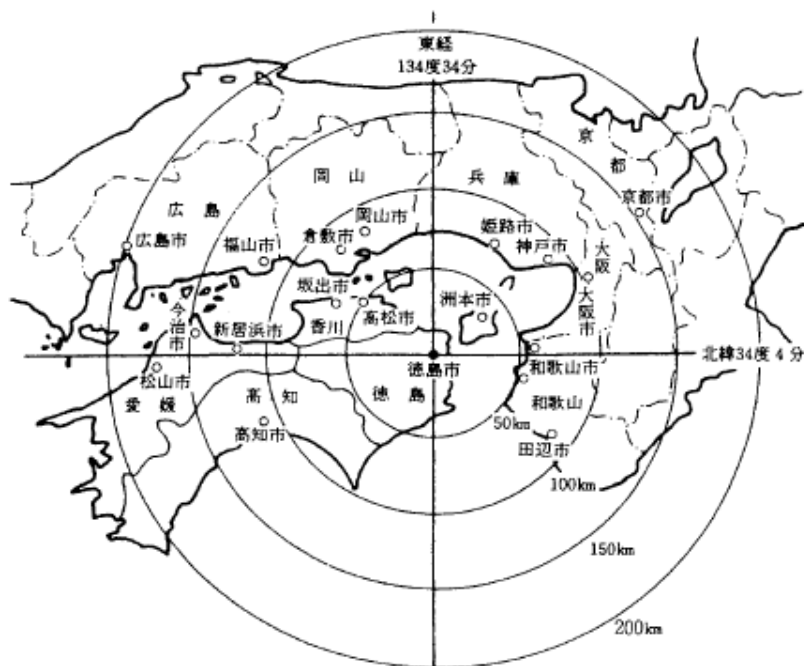 東経
134度34分
京
都
岡山
兵庫
京都市
広島
岡山市
姫路市
広島市
倉敷市
福山市
神戸市
大阪
坂出市
洲本市
大阪市
今治市
新居浜市
香川
高松市
北緯34度4分
徳島市
和歌山市
松山市
愛媛
高知
徳島
和歌山
50km
高知市
田辺市
100km
150km
200km